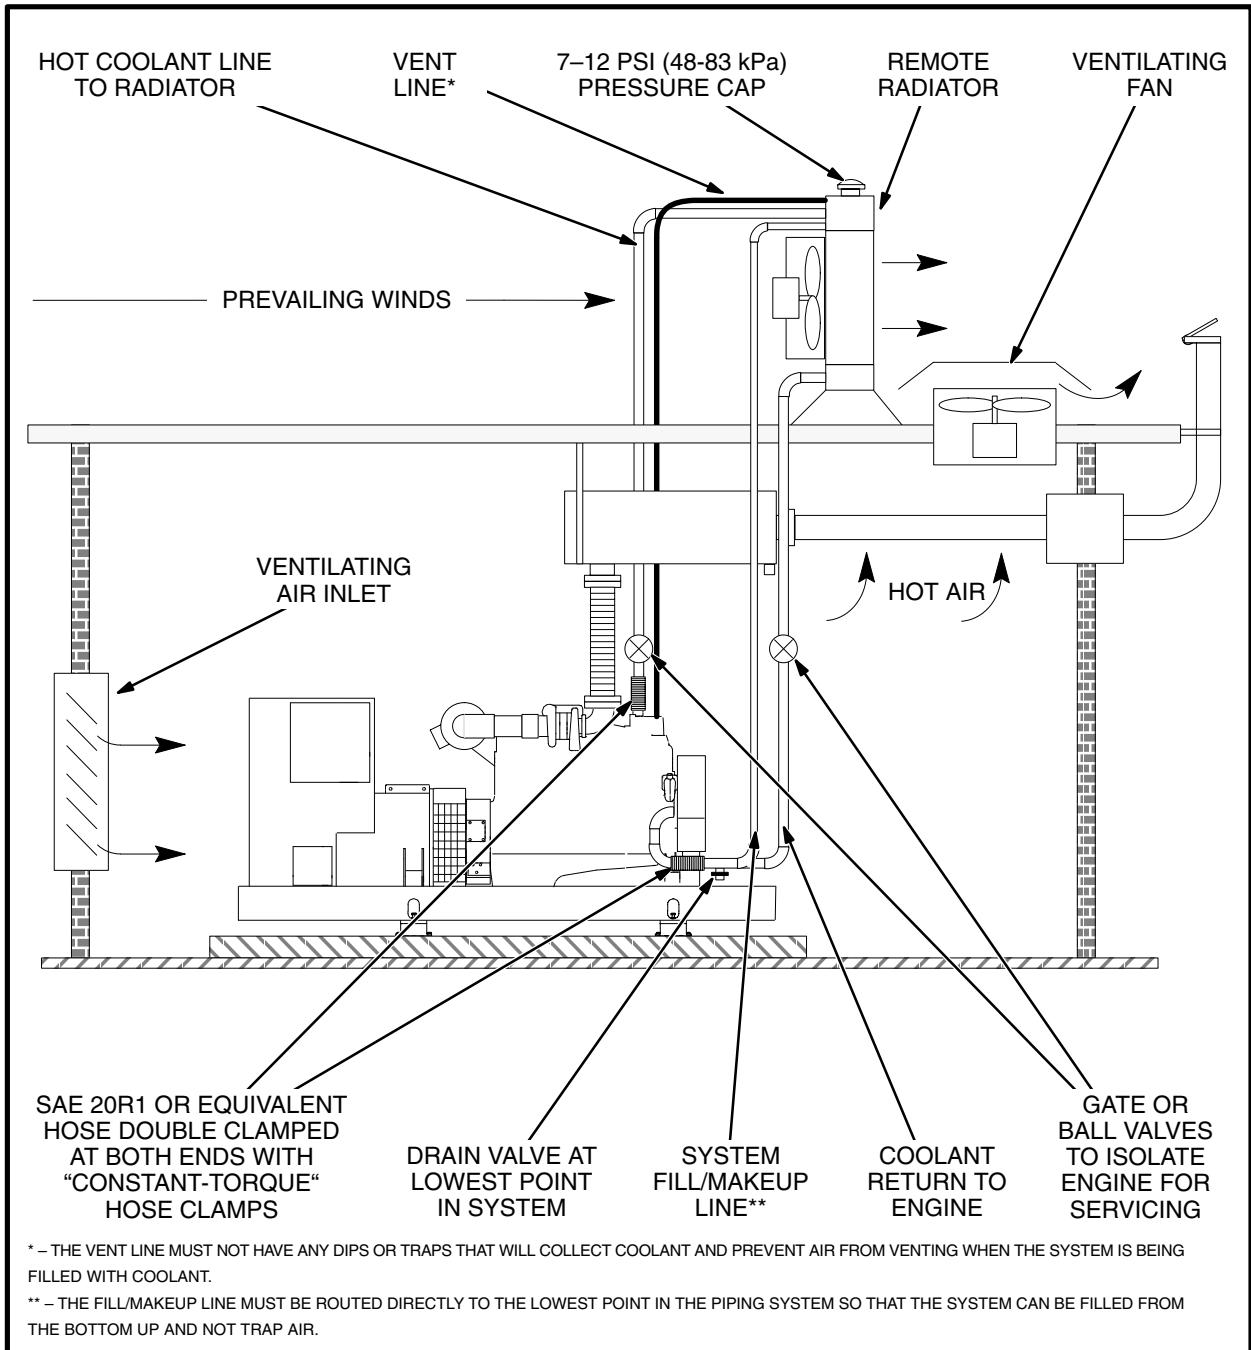 HOT COOLANT LINE
TO RADIATOR
VENT
LINE*
7–12 PSI (48-83 kPa)
PRESSURE CAP
REMOTE
RADIATOR
VENTILATING
FAN
PREVAILING WINDS
VENTILATING
AIR INLET
HOT AIR
SAE 20R1 OR EQUIVALENT
HOSE DOUBLE CLAMPED
AT BOTH ENDS WITH
“CONSTANT-TORQUE“
HOSE CLAMPS
DRAIN VALVE AT
LOWEST POINT
IN SYSTEM
SYSTEM
FILL/MAKEUP
LINE**
COOLANT
RETURN TO
ENGINE
GATE OR
BALL VALVES
TO ISOLATE
ENGINE FOR
SERVICING
* – THE VENT LINE MUST NOT HAVE ANY DIPS OR TRAPS THAT WILL COLLECT COOLANT AND PREVENT AIR FROM VENTING WHEN THE SYSTEM IS BEING
FILLED WITH COOLANT.
** – THE FILL/MAKEUP LINE MUST BE ROUTED DIRECTLY TO THE LOWEST POINT IN THE PIPING SYSTEM SO THAT THE SYSTEM CAN BE FILLED FROM
THE BOTTOM UP AND NOT TRAP AIR.